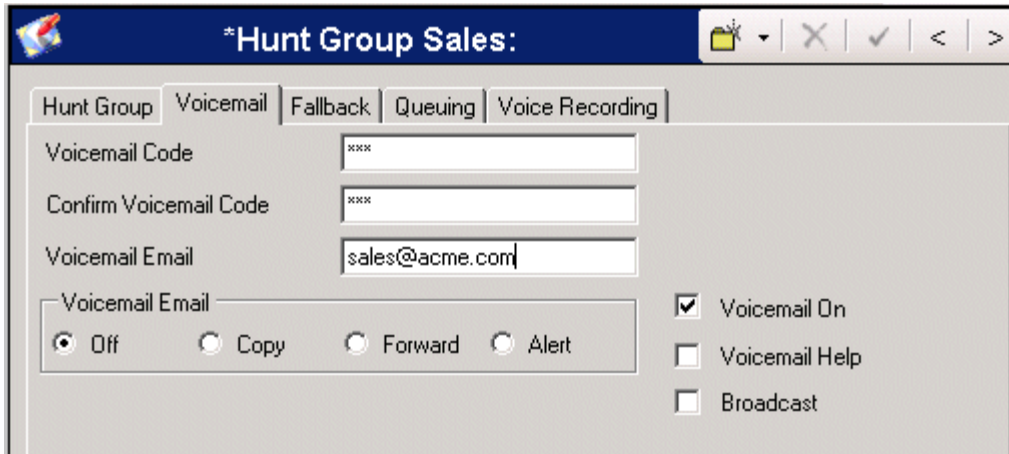 *Hunt Group Sales:
< >
Hunt Group Voicemail Fallback Queuing Voice Recording
Voicemail Code ***
Confirm Voicemail Code ***
Voicemail Email sales@acme.com
Voicemail Email
Voicemail On
Off Copy Forward Alert
Voicemail Help
Broadcast